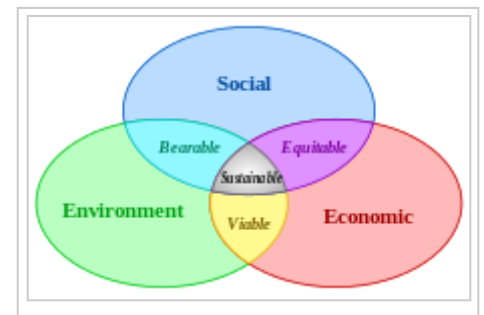 Social
Bearable
Equitable
Sustainable
Environment
Viable
Economic